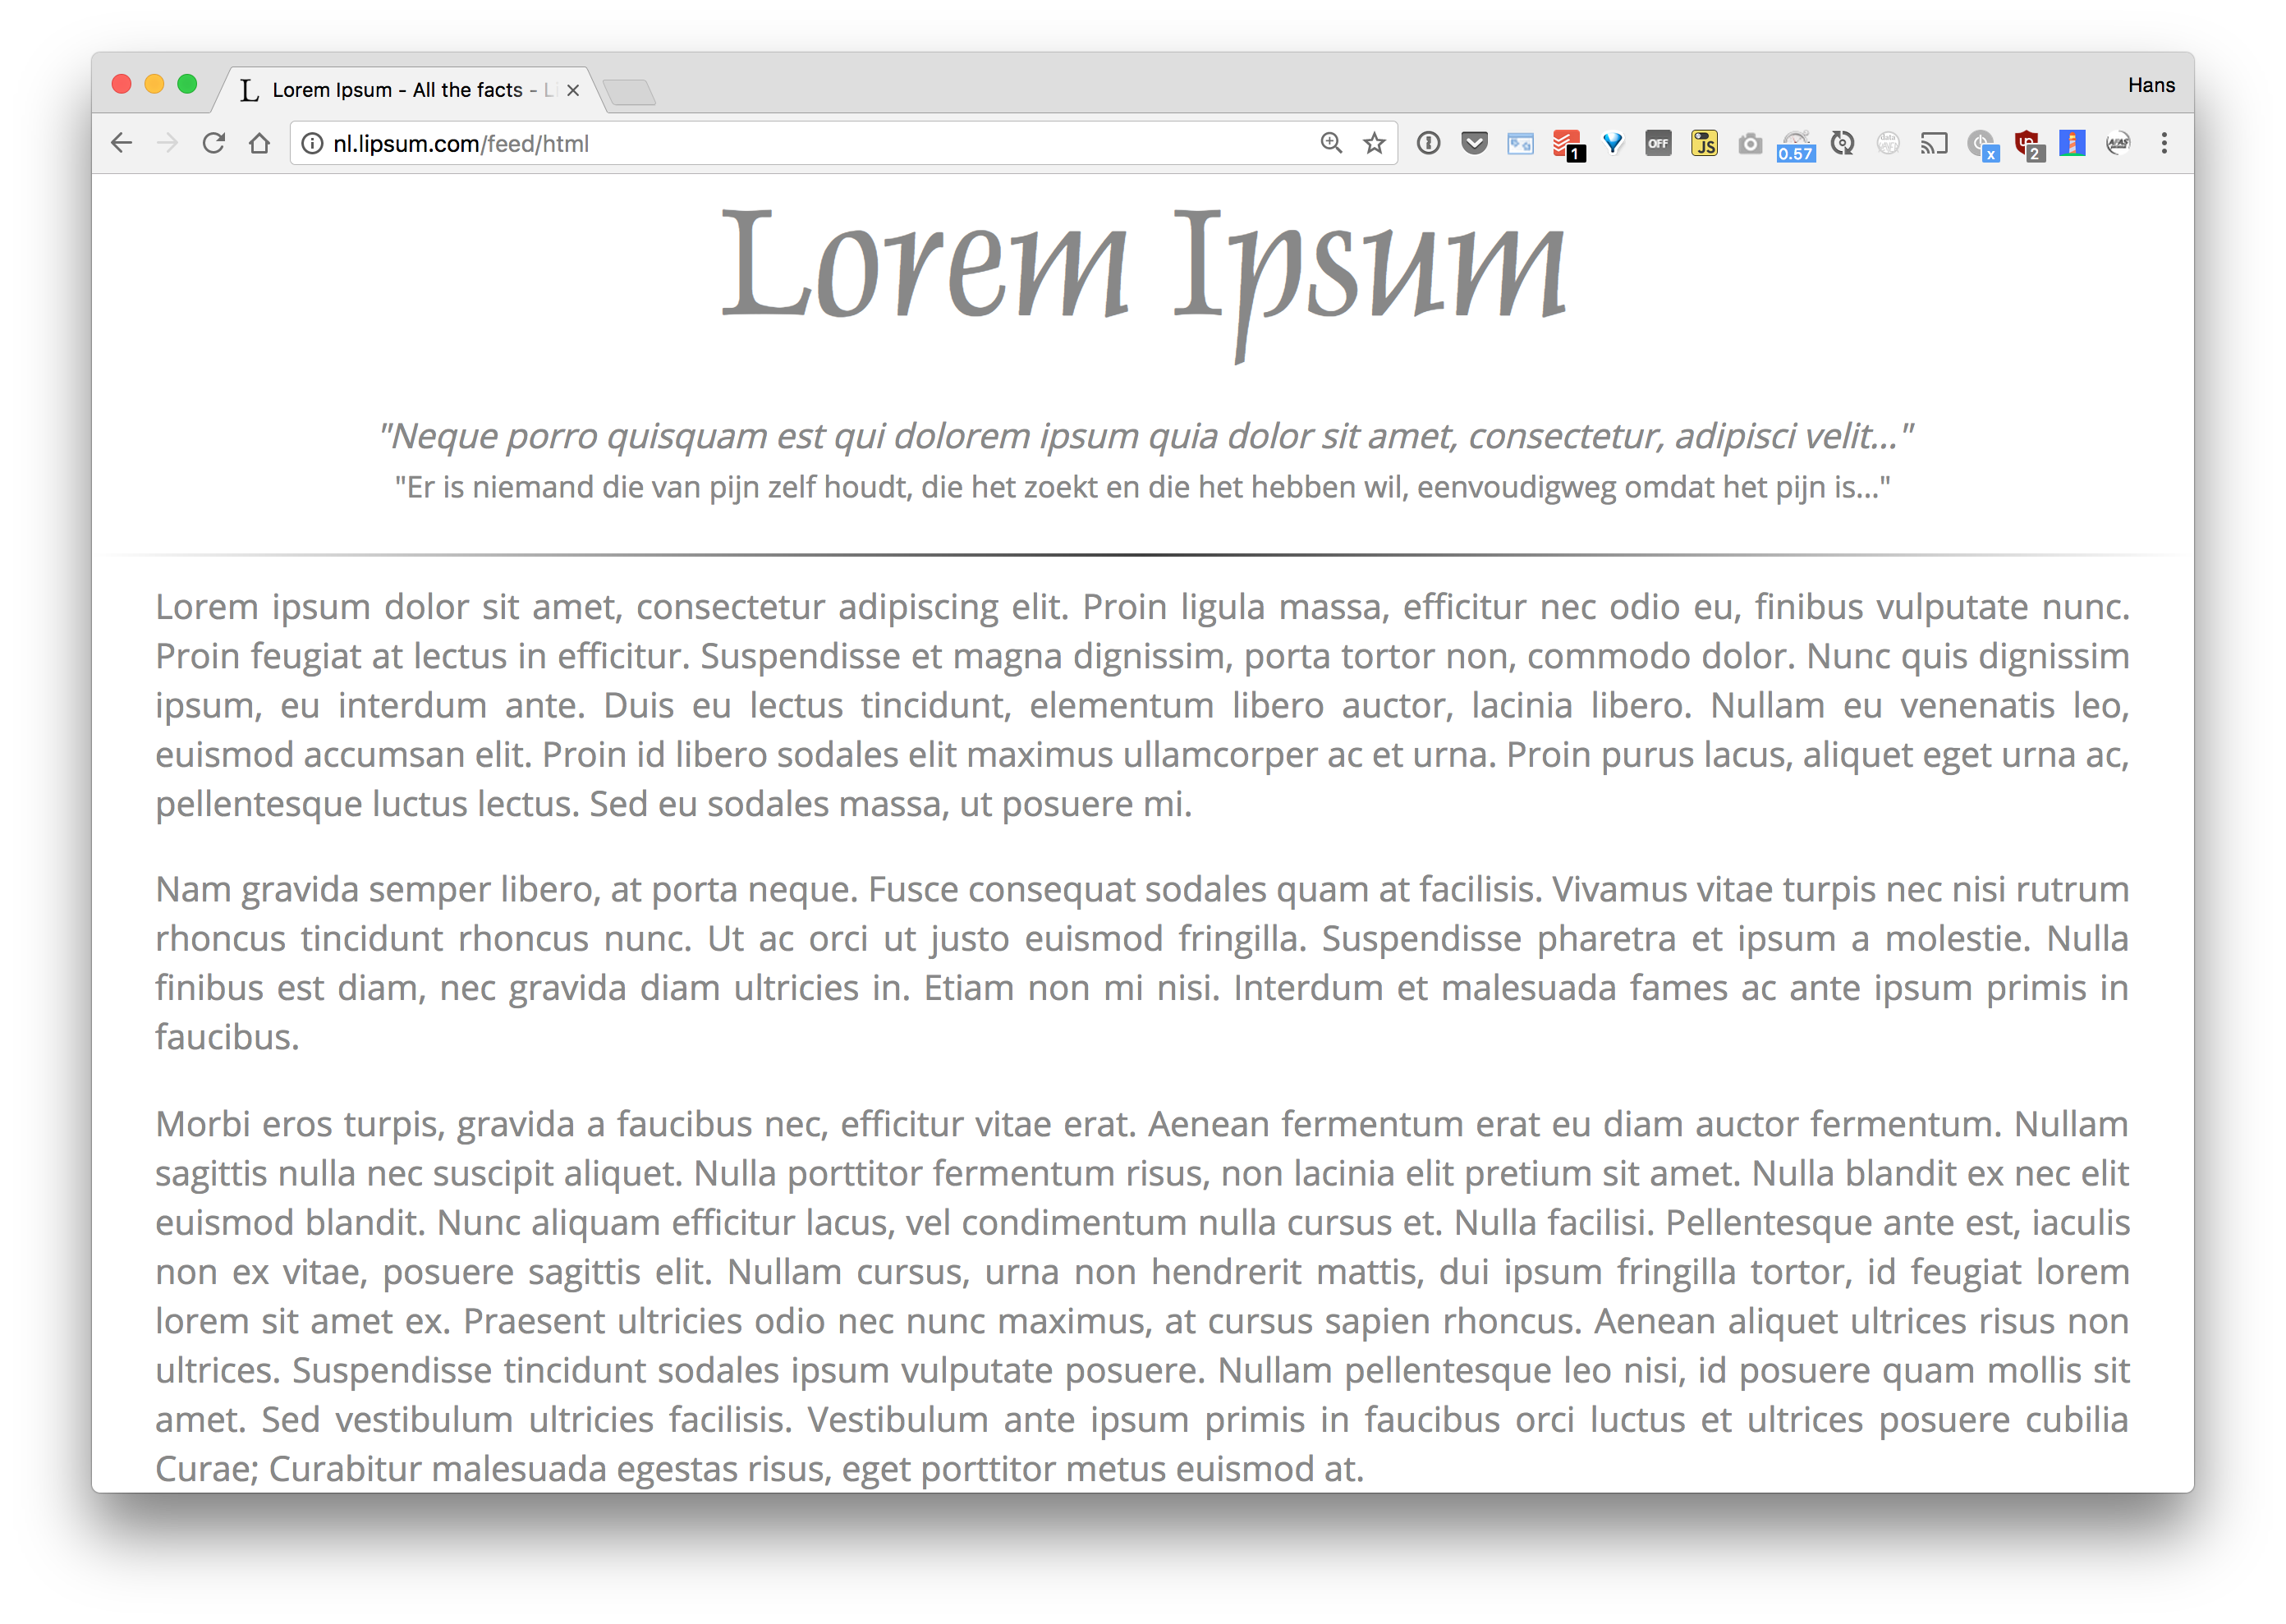 Lorem Ipsum - All the facts - Li
Hans
nl.lipsum.com/feed/html
1
OFF
JS
0.57
x
2
Lorem Ipsum
"Neque porro quisquam est qui dolorem ipsum quia dolor sit amet, consectetur, adipisci velit..."
"Er is niemand die van pijn zelf houdt, die het zoekt en die het hebben wil, eenvoudigweg omdat het pijn is..."
Lorem ipsum dolor sit amet, consectetur adipiscing elit. Proin ligula massa, efficitur nec odio eu, finibus vulputate nunc.
Proin feugiat at lectus in efficitur. Suspendisse et magna dignissim, porta tortor non, commodo dolor. Nunc quis dignissim
ipsum, eu interdum ante. Duis eu lectus tincidunt, elementum libero auctor, lacinia libero. Nullam eu venenatis leo,
euismod accumsan elit. Proin id libero sodales elit maximus ullamcorper ac et urna. Proin purus lacus, aliquet eget urna ac,
pellentesque luctus lectus. Sed eu sodales massa, ut posuere mi.
Nam gravida semper libero, at porta neque. Fusce consequat sodales quam at facilisis. Vivamus vitae turpis nec nisi rutrum
rhoncus tincidunt rhoncus nunc. Ut ac orci ut justo euismod fringilla. Suspendisse pharetra et ipsum a molestie. Nulla
finibus est diam, nec gravida diam ultricies in. Etiam non mi nisi. Interdum et malesuada fames ac ante ipsum primis in
faucibus.
Morbi eros turpis, gravida a faucibus nec, efficitur vitae erat. Aenean fermentum erat eu diam auctor fermentum. Nullam
sagittis nulla nec suscipit aliquet. Nulla porttitor fermentum risus, non lacinia elit pretium sit amet. Nulla blandit ex nec elit
euismod blandit. Nunc aliquam efficitur lacus, vel condimentum nulla cursus et. Nulla facilisi. Pellentesque ante est, iaculis
non ex vitae, posuere sagittis elit. Nullam cursus, urna non hendrerit mattis, dui ipsum fringilla tortor, id feugiat lorem
lorem sit amet ex. Praesent ultricies odio nec nunc maximus, at cursus sapien rhoncus. Aenean aliquet ultrices risus non
ultrices. Suspendisse tincidunt sodales ipsum vulputate posuere. Nullam pellentesque leo nisi, id posuere quam mollis sit
amet. Sed vestibulum ultricies facilisis. Vestibulum ante ipsum primis in faucibus orci luctus et ultrices posuere cubilia
Curae; Curabitur malesuada egestas risus, eget porttitor metus euismod at.